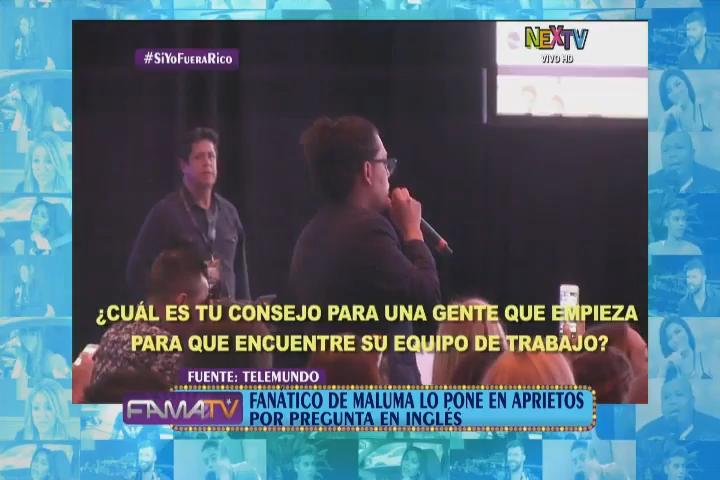 #SiYoFueraRico
NEXTV
VIVO HD
¿CUÁL ES TU CONSEJO PARA UNA GENTE QUE EMPIEZA
PARA QUE ENCUENTRE SU EQUIPO DE TRABAJO?
FUENTE: TELEMUNDO
FAMATV
FANÁTICO DE MALUMA LO PONE EN APRIETOS
POR PREGUNTA EN INGLÉS